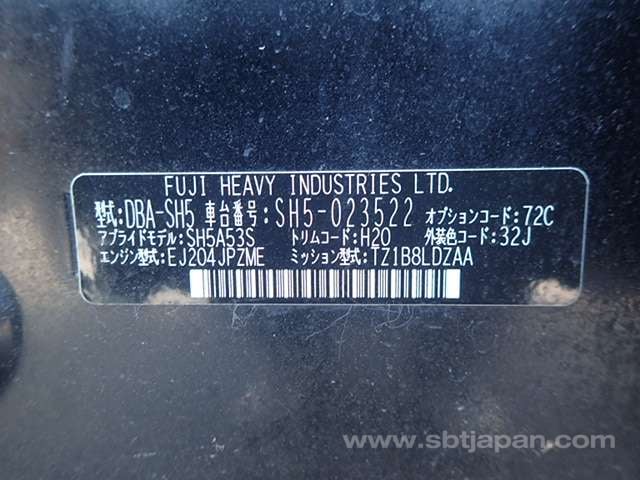 FUJI HEAVY INDUSTRIES LTD.
型式:DBA-SH5 車台番号:SH5-023522 オプションコード:72C
アプライドモデル:SH5A53S トリムコード:H20 外装色コード:32J
エンジン型式:EJ204JPZME ミッション型式:TZ1B8LDZAA
www.sbtjapan.com